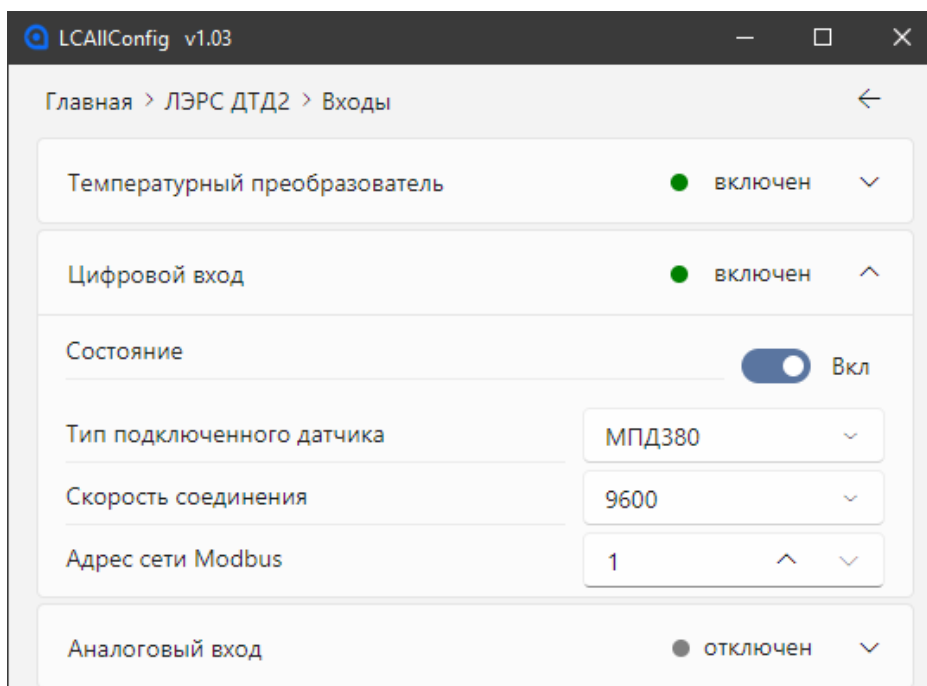 LCAllConfig v1.03
Главная > ЛЭРС ДТД2 > Входы
Температурный преобразователь включен
Цифровой вход включен
Состояние Вкл
Тип подключенного датчика МПД380
Скорость соединения 9600
Адрес сети Modbus 1
Аналоговый вход отключен